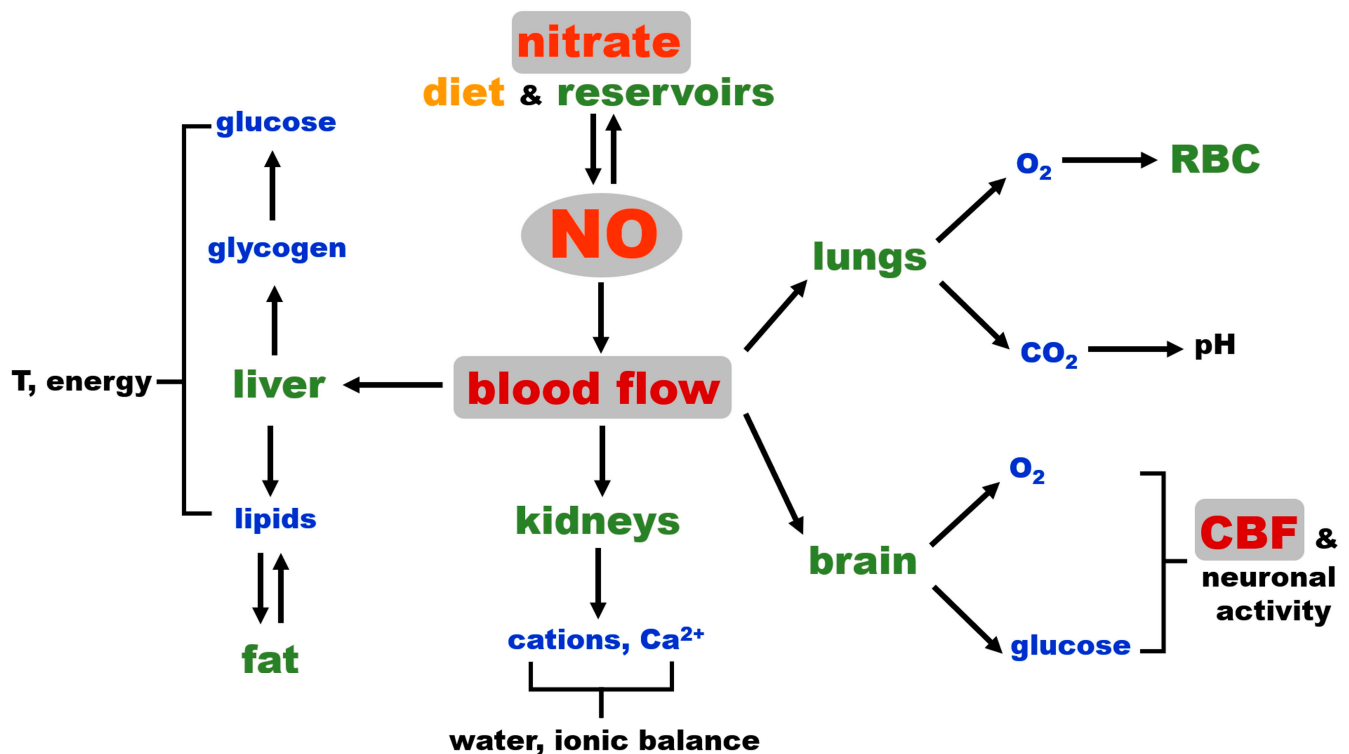 nitrate
diet & reservoirs
NO
blood flow
glucose
glycogen
liver
T, energy
lipids
fat
kidneys
cations, Ca²⁺
water, ionic balance
lungs
O₂
RBC
CO₂
pH
brain
O₂
glucose
CBF &
neuronal
activity